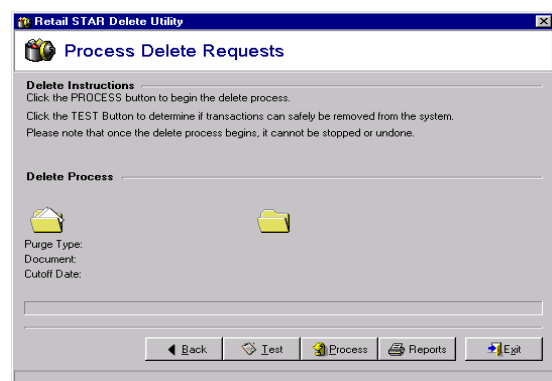 Retail STAR Delete Utility
Process Delete Requests
Delete Instructions
Click the PROCESS button to begin the delete process.
Click the TEST Button to determine if transactions can safely be removed from the system.
Please note that once the delete process begins, it cannot be stopped or undone.
Delete Process
Purge Type:
Document:
Cutoff Date:
Back Test Process Reports Exit